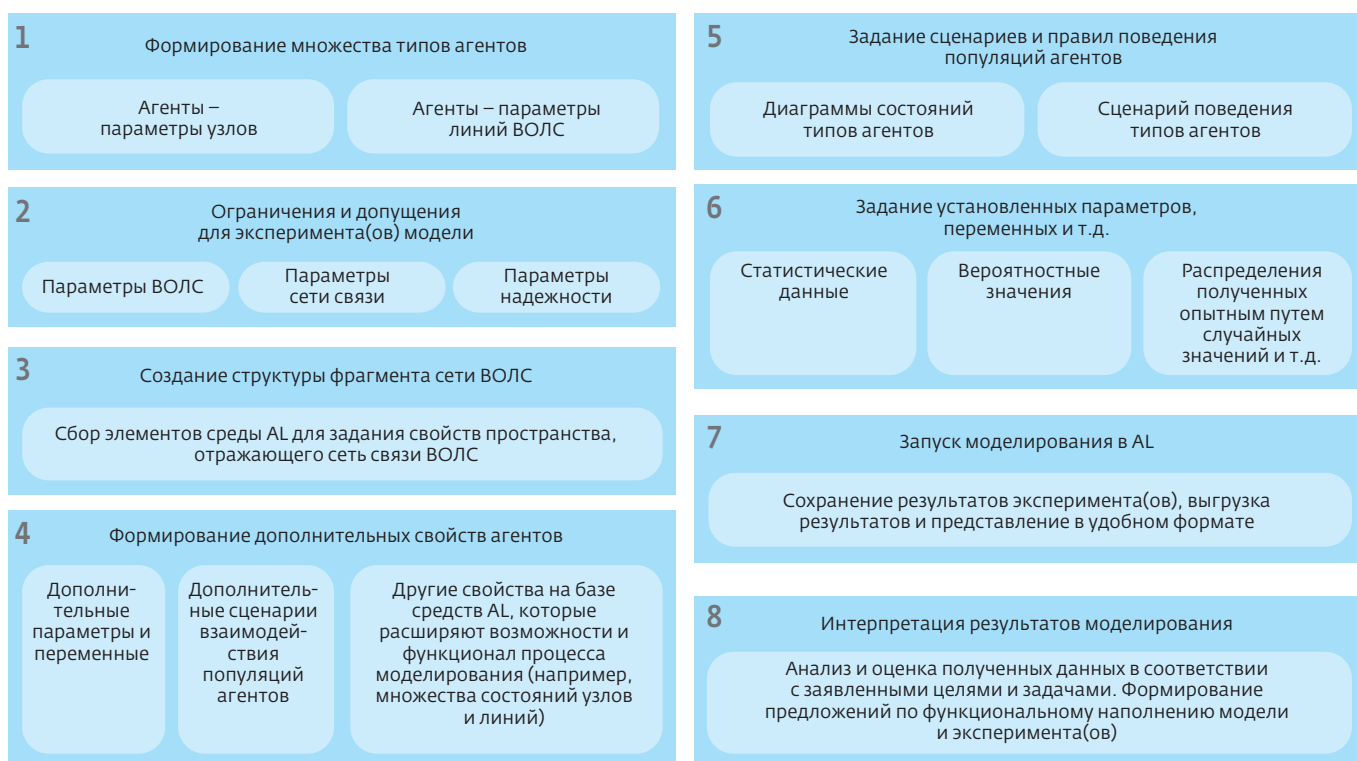 1
Формирование множества типов агентов
Агенты –
параметры узлов
Агенты – параметры
линий ВОЛС
2
Ограничения и допущения
для эксперимента(ов) модели
Параметры ВОЛС
Параметры
сети связи
Параметры
надежности
3
Создание структуры фрагмента сети ВОЛС
Сбор элементов среды AL для задания свойств пространства,
отражающего сеть связи ВОЛС
4
Формирование дополнительных свойств агентов
Дополни-
тельные
параметры и
переменные
Дополнитель-
ные сценарии
взаимодей-
ствия
популяций
агентов
Другие свойства на базе
средств AL, которые
расширяют возможности и
функционал процесса
моделирования (например,
множества состояний узлов
и линий)
5
Задание сценариев и правил поведения
популяций агентов
Диаграммы состояний
типов агентов
Сценарий поведения
типов агентов
6
Задание установленных параметров,
переменных и т.д.
Статистические
данные
Вероятностные
значения
Распределения
полученных
опытным путем
случайных
значений и т.д.
7
Запуск моделирования в AL
Сохранение результатов эксперимента(ов), выгрузка
результатов и представление в удобном формате
8
Интерпретация результатов моделирования
Анализ и оценка полученных данных в соответствии
с заявленными целями и задачами. Формирование
предложений по функциональному наполнению модели
и эксперимента(ов)